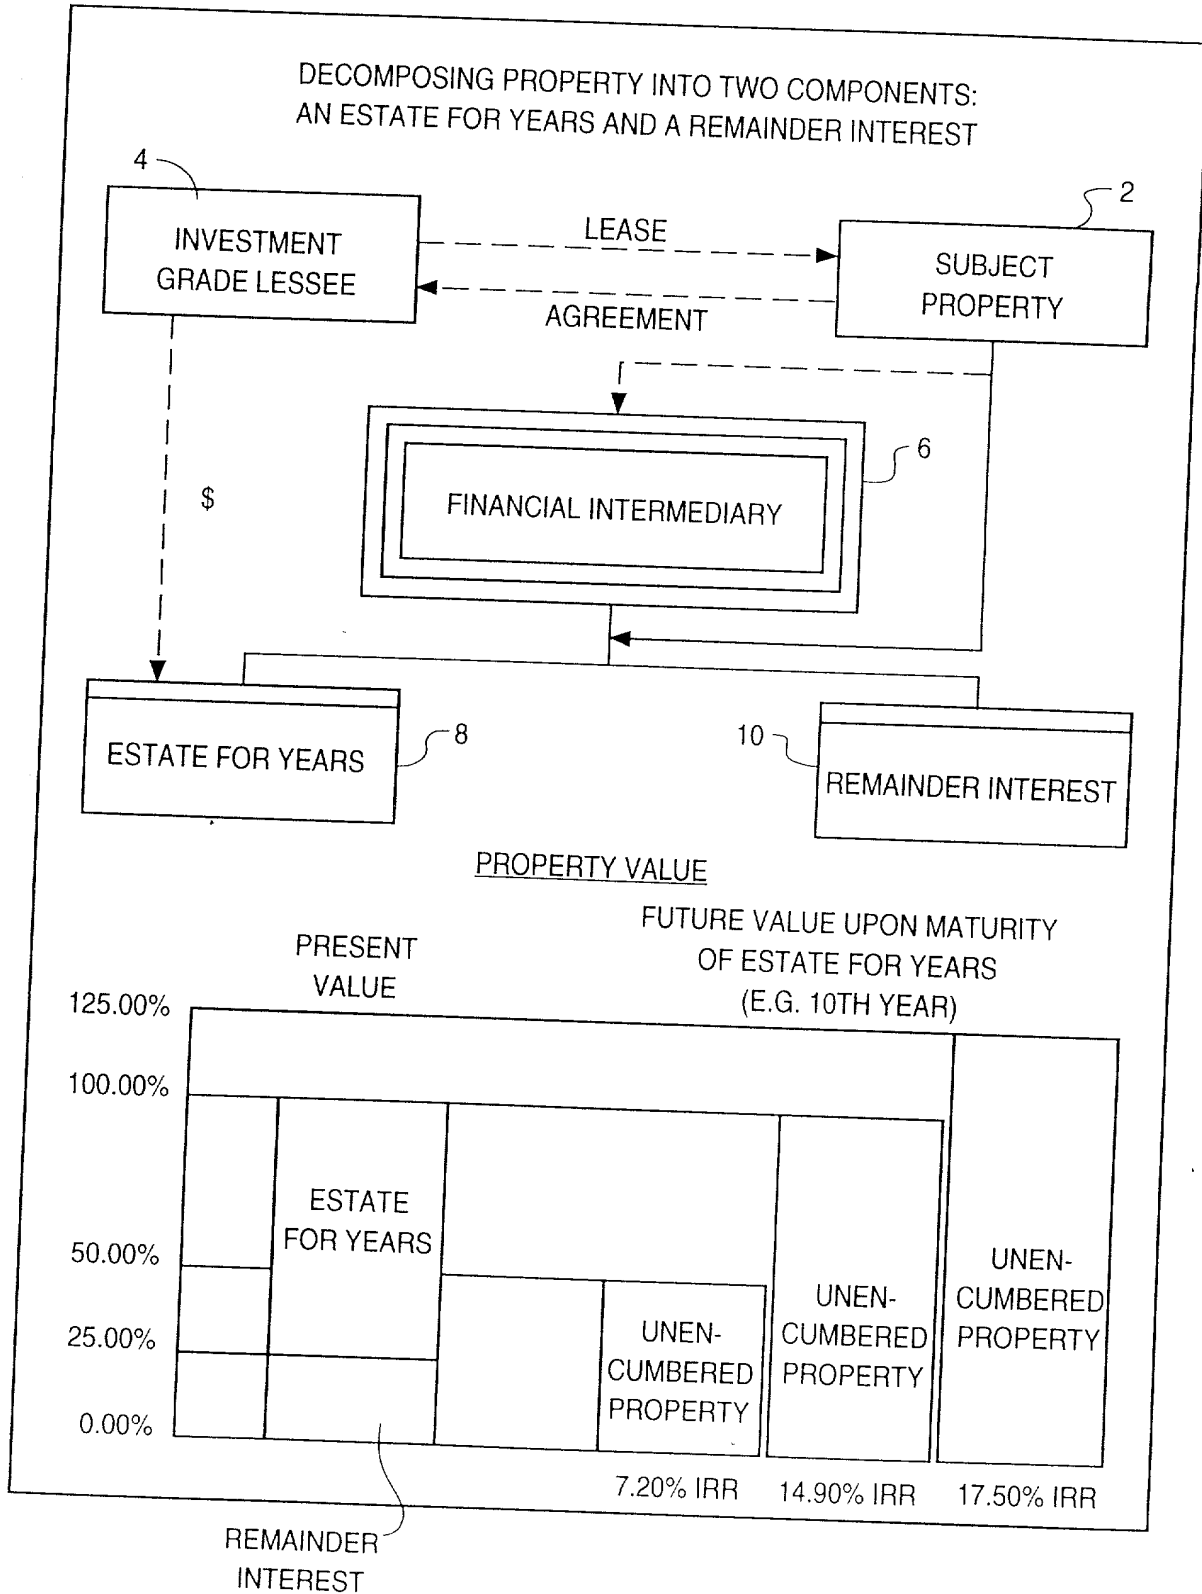 DECOMPOSING PROPERTY INTO TWO COMPONENTS:
AN ESTATE FOR YEARS AND A REMAINDER INTEREST
4
2
INVESTMENT
GRADE LESSEE
LEASE
AGREEMENT
SUBJECT
PROPERTY
$
6
FINANCIAL INTERMEDIARY
ESTATE FOR YEARS
8
10
REMAINDER INTEREST
PROPERTY VALUE
PRESENT
VALUE
FUTURE VALUE UPON MATURITY
OF ESTATE FOR YEARS
(E.G. 10TH YEAR)
125.00%
100.00%
50.00%
25.00%
0.00%
ESTATE
FOR YEARS
UNEN-
CUMBERED
PROPERTY
UNEN-
CUMBERED
PROPERTY
UNEN-
CUMBERED
PROPERTY
7.20% IRR
14.90% IRR
17.50% IRR
REMAINDER
INTEREST